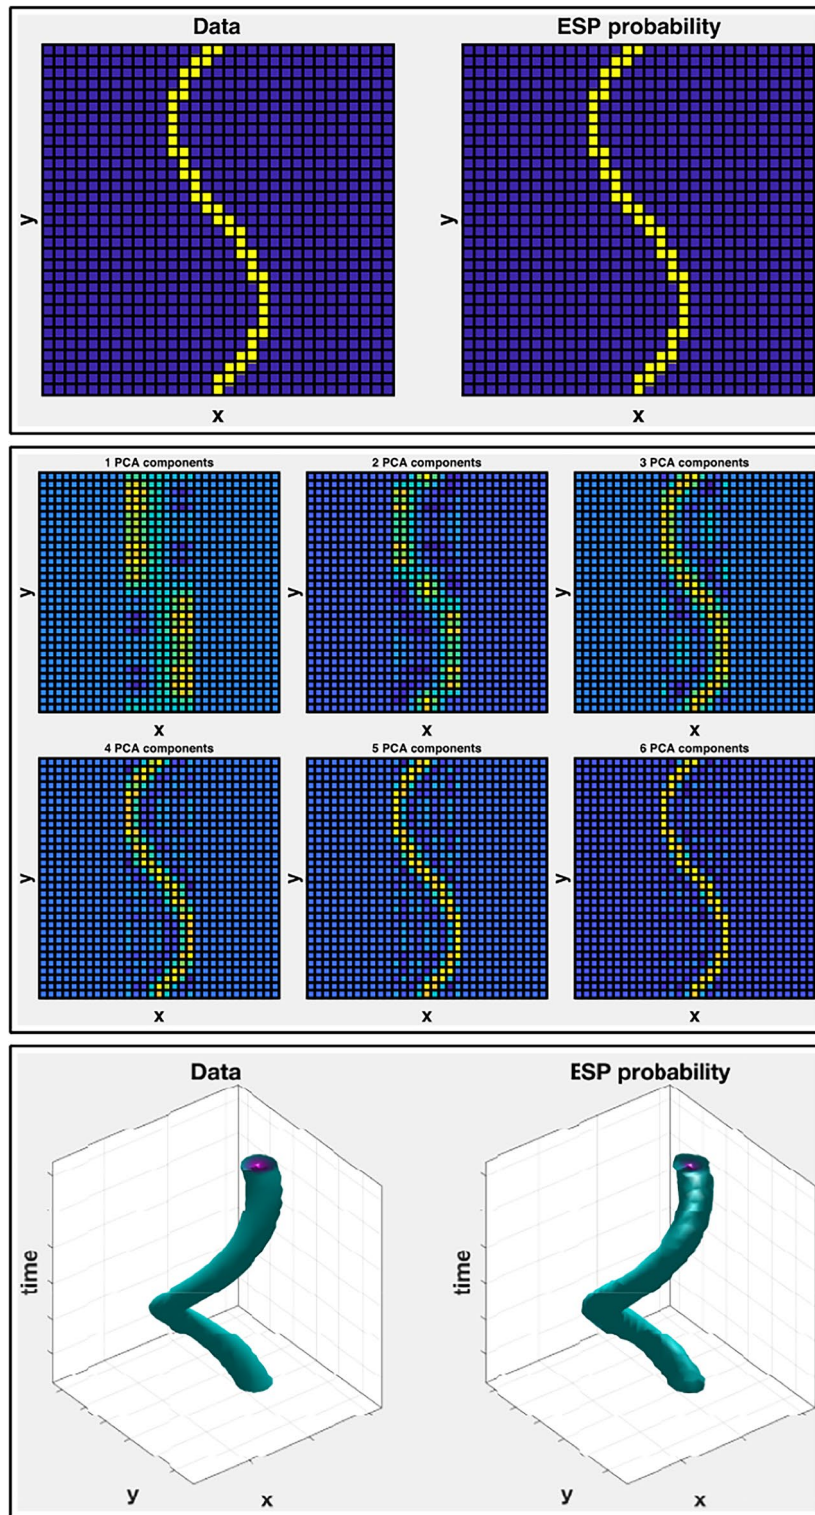 Data ESP probability
y y
x x
1 PCA components 2 PCA components 3 PCA components
y y y
x x x
4 PCA components 5 PCA components 6 PCA components
y y y
x x x
Data ESP probability
time time
y x y x